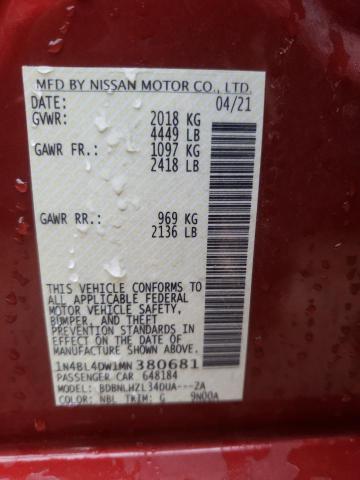 MFD BY NISSAN MOTOR CO., LTD.
DATE: 04/21
GVWR: 2018 KG
4449 LB
GAWR FR.: 1097 KG
2418 LB
GAWR RR.: 969 KG
2136 LB
THIS VEHICLE CONFORMS TO
ALL APPLICABLE FEDERAL
MOTOR VEHICLE SAFETY,
BUMPER, AND THEFT
PREVENTION STANDARDS
IN EFFECT ON THE DATE OF
MANUFACTURE SHOWN ABOVE.
1N4BL4DW1MN 380681
PASSENGER CAR 648184
MODEL: BDBNLHZL34DUA---ZA
COLOR: NBL TRIM: G 9N00A